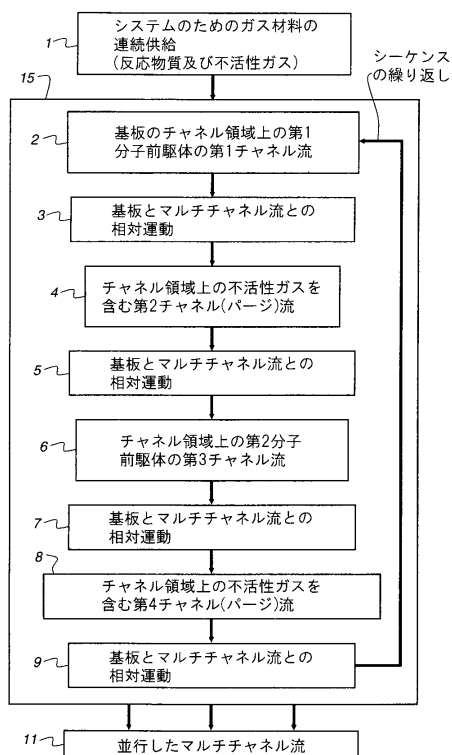 1
システムのためのガス材料の
連続供給
(反応物質及び不活性ガス)
シーケンス
の繰り返し
15
2
基板のチャネル領域上の第1
分子前駆体の第1チャネル流
3
基板とマルチチャネル流との
相対運動
4
チャネル領域上の不活性ガスを
含む第2チャネル(パージ)流
5
基板とマルチチャネル流との
相対運動
6
チャネル領域上の第2分子
前駆体の第3チャネル流
7
基板とマルチチャネル流との
相対運動
8
チャネル領域上の不活性ガスを
含む第4チャネル(パージ)流
9
基板とマルチチャネル流との
相対運動
11
並行したマルチチャネル流